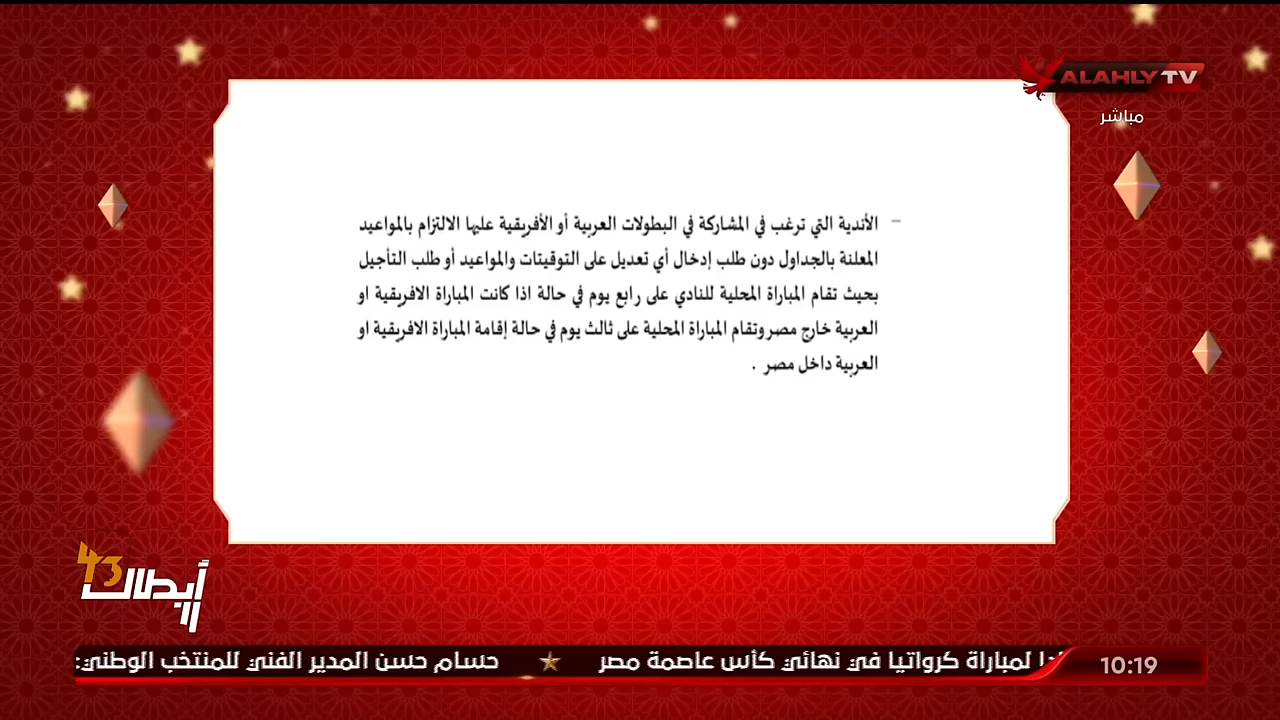 ALAHLY TV
مباشر
– الأندية التي ترغب في المشاركة في البطولات العربية أو الأفريقية عليها الالتزام بالمواعيد
المعلنة بالجداول دون طلب إدخال أي تعديل على التوقيتات والمواعيد أو طلب التأجيل
بحيث تقام المباراة المحلية للنادي على رابع يوم في حالة اذا كانت المباراة الافريقية او
العربية خارج مصر وتقام المباراة المحلية على ثالث يوم في حالة إقامة المباراة الافريقية او
العربية داخل مصر .
43
أبطال
لمباراة كرواتيا في نهائي كأس عاصمة مصر ★ حسام حسن المدير الفني للمنتخب الوطني:
10:19